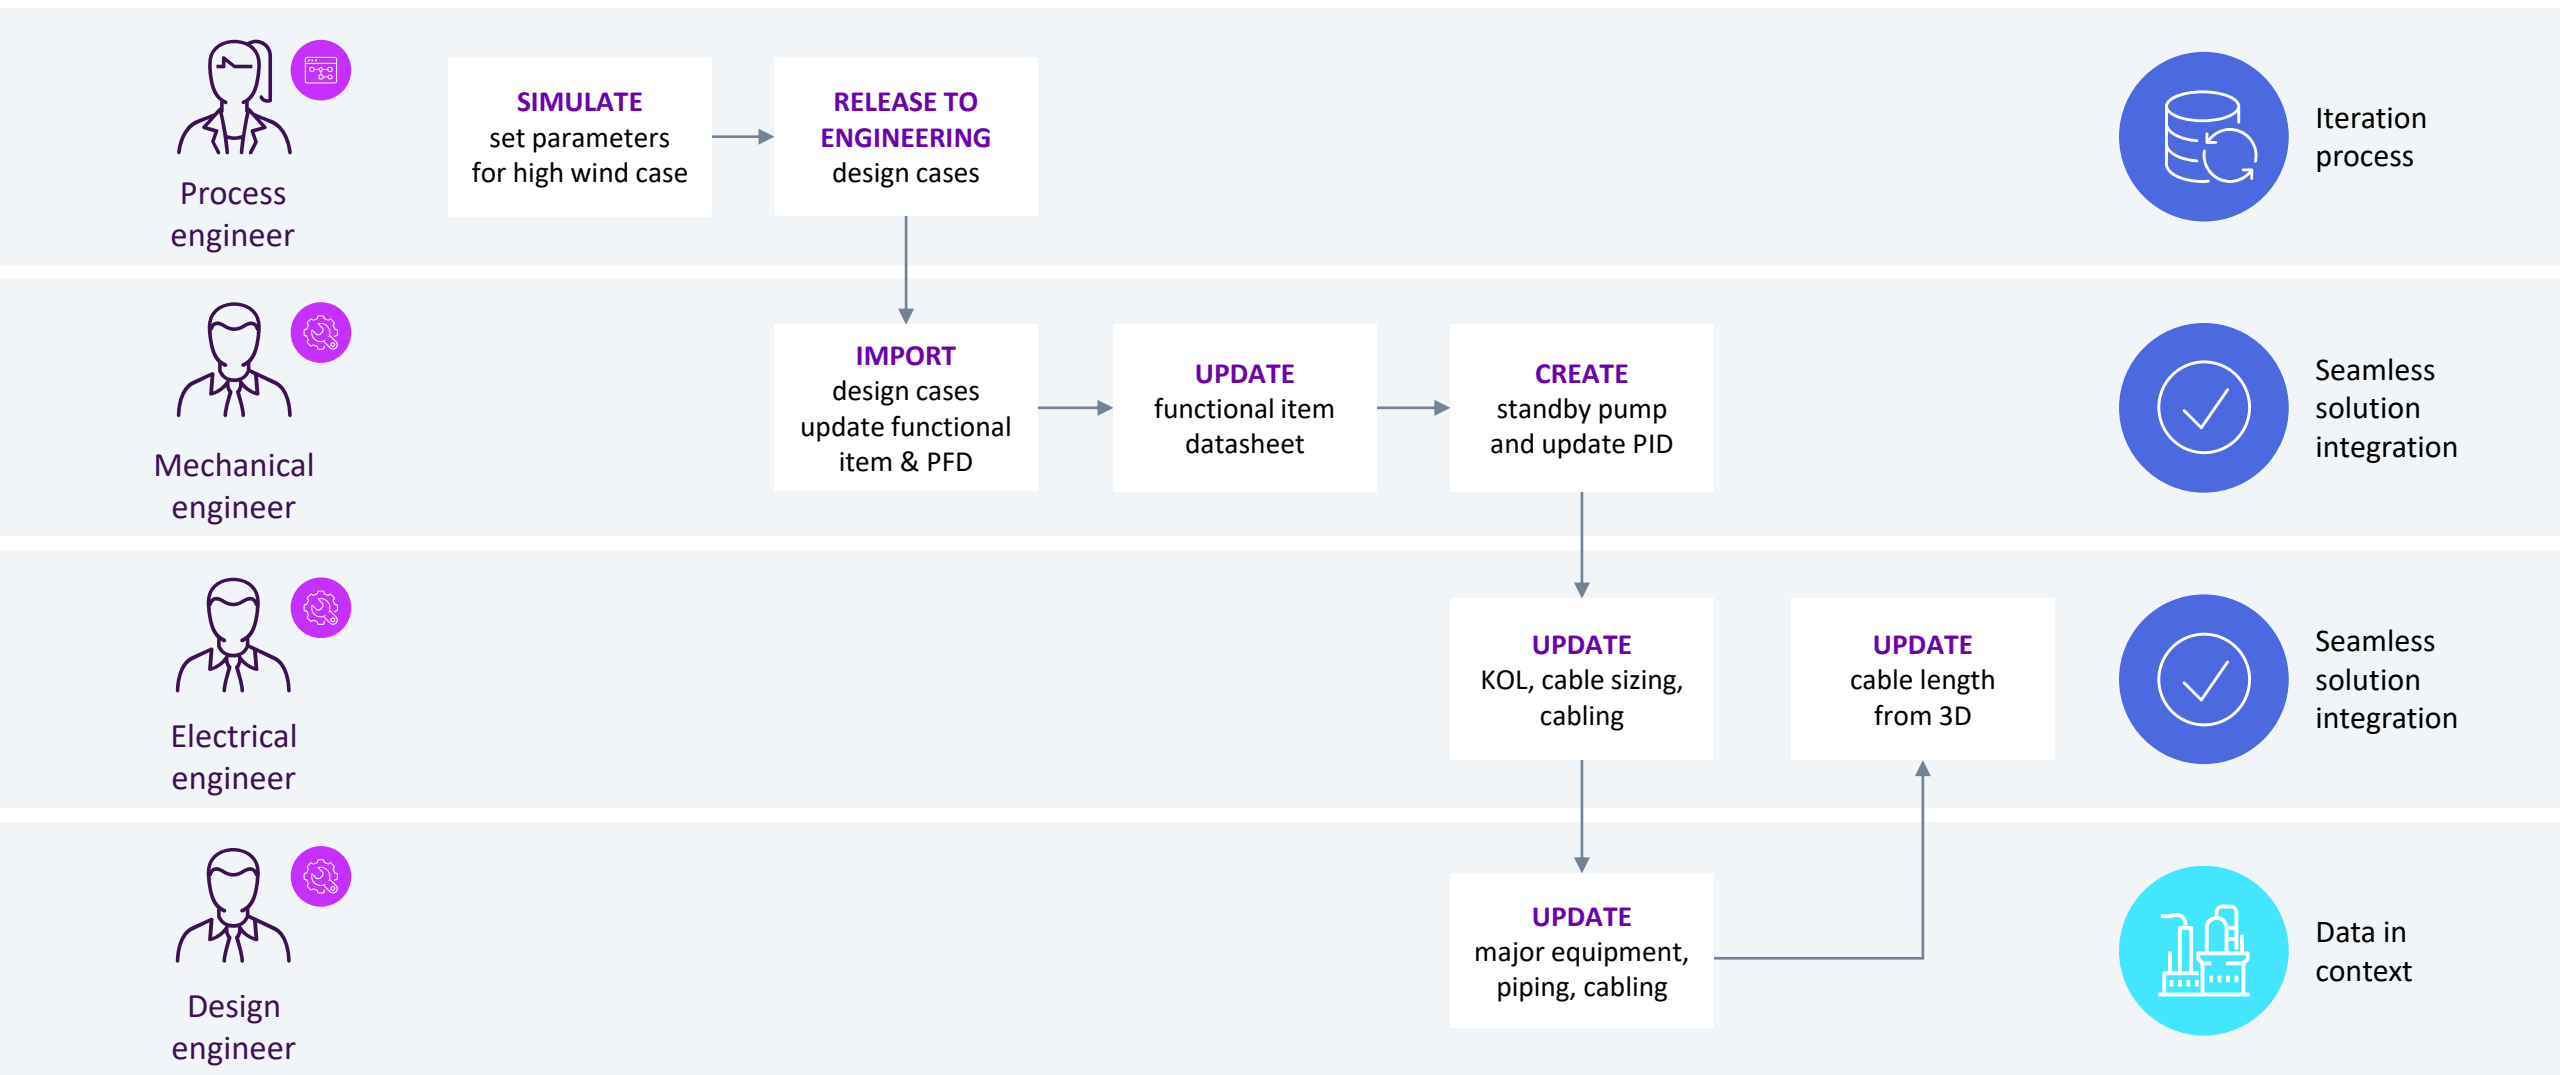 Process
engineer
SIMULATE
set parameters
for high wind case
RELEASE TO
ENGINEERING
design cases
Iteration
process
Mechanical
engineer
IMPORT
design cases
update functional
item & PFD
UPDATE
functional item
datasheet
CREATE
standby pump
and update PID
Seamless
solution
integration
Electrical
engineer
UPDATE
KOL, cable sizing,
cabling
UPDATE
cable length
from 3D
Seamless
solution
integration
Design
engineer
UPDATE
major equipment,
piping, cabling
Data in
context